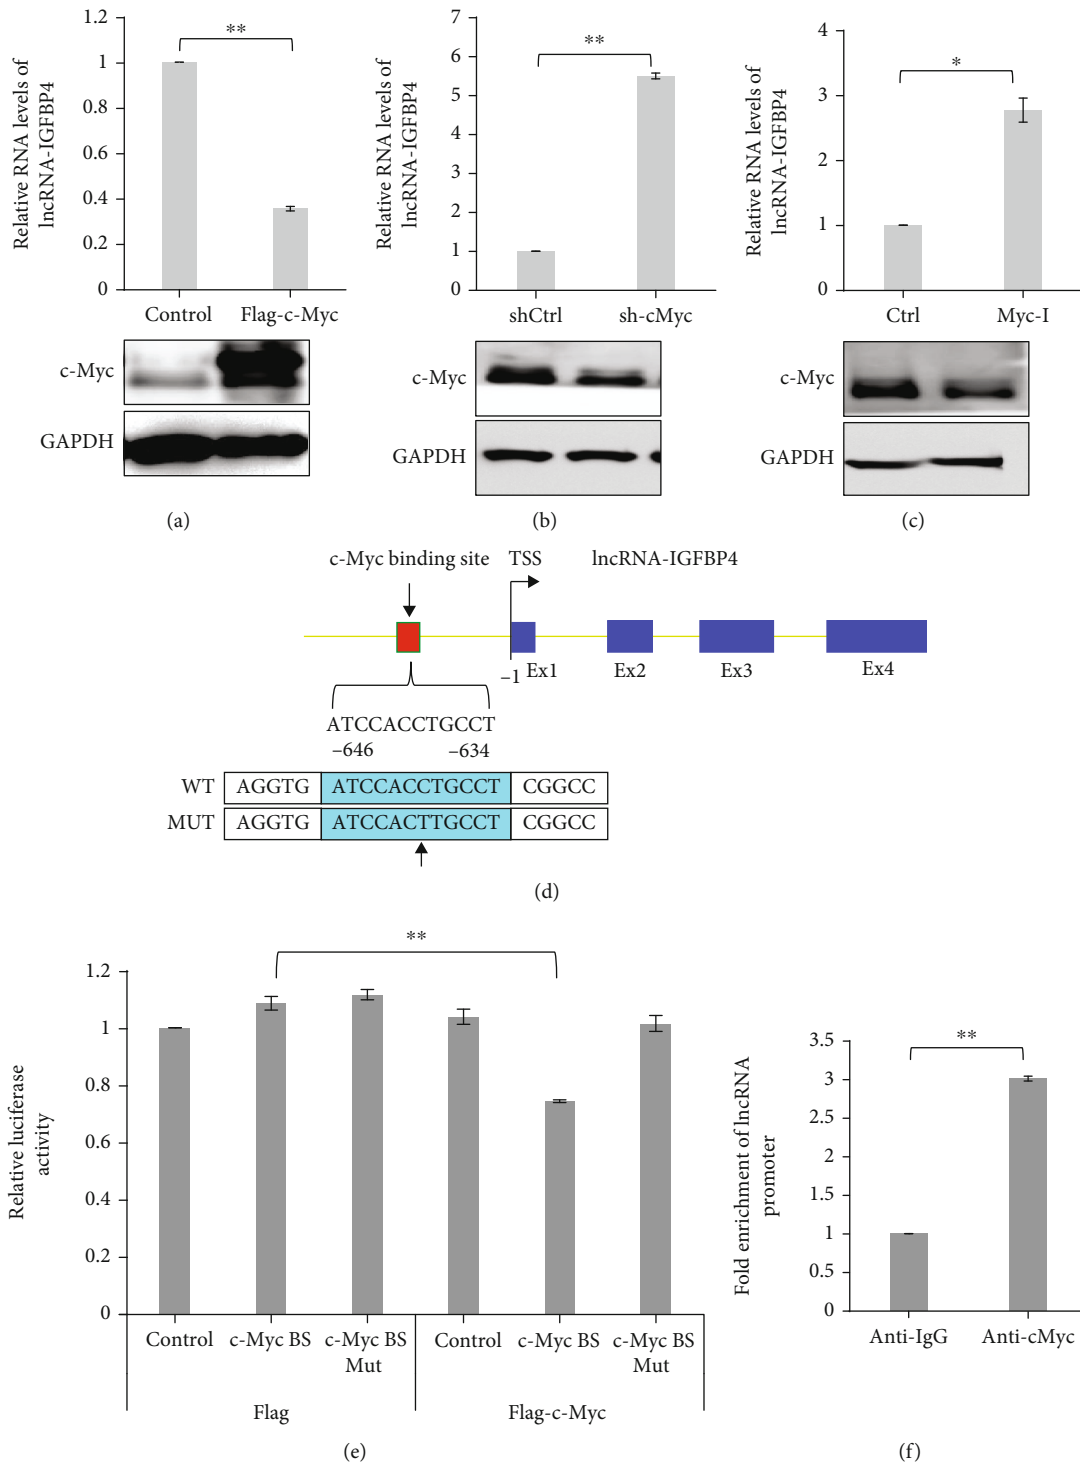 1.2
1
0.8
0.6
0.4
0.2
0
Relative RNA levels of
lncRNA-IGFBP4
**
Control Flag-c-Myc
c-Myc
GAPDH
(a)
7
6
5
4
3
2
1
0
Relative RNA levels of
lncRNA-IGFBP4
**
shCtrl sh-cMyc
c-Myc
GAPDH
(b)
4
3
2
1
0
Relative RNA levels of
lncRNA-IGFBP4
*
Ctrl Myc-I
c-Myc
GAPDH
(c)
c-Myc binding site TSS lncRNA-IGFBP4
–1 Ex1 Ex2 Ex3 Ex4
ATCCACCTGCCT
–646 –634
WT AGGTG ATCCACCTGCCT CGGCC
MUT AGGTG ATCCACTTGCCT CGGCC
(d)
**
1.2
1
0.8
0.6
0.4
0.2
0
Relative luciferase
activity
Control c-Myc BS c-Myc BS Control c-Myc BS c-Myc BS
Mut Mut
Flag Flag-c-Myc
(e)
3.5
3
2.5
2
1.5
1
0.5
0
Fold enrichment of lncRNA
promoter
**
Anti-IgG Anti-cMyc
(f)